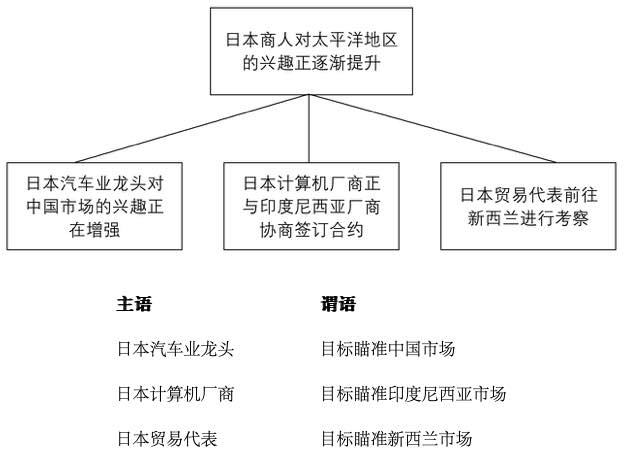 日本商人对太平洋地区
的兴趣正逐渐提升
日本汽车业龙头对
中国市场的兴趣正
在增强
日本计算机厂商正
与印度尼西亚厂商
协商签订合约
日本贸易代表前往
新西兰进行考察
主语 谓语
日本汽车业龙头 目标瞄准中国市场
日本计算机厂商 目标瞄准印度尼西亚市场
日本贸易代表 目标瞄准新西兰市场